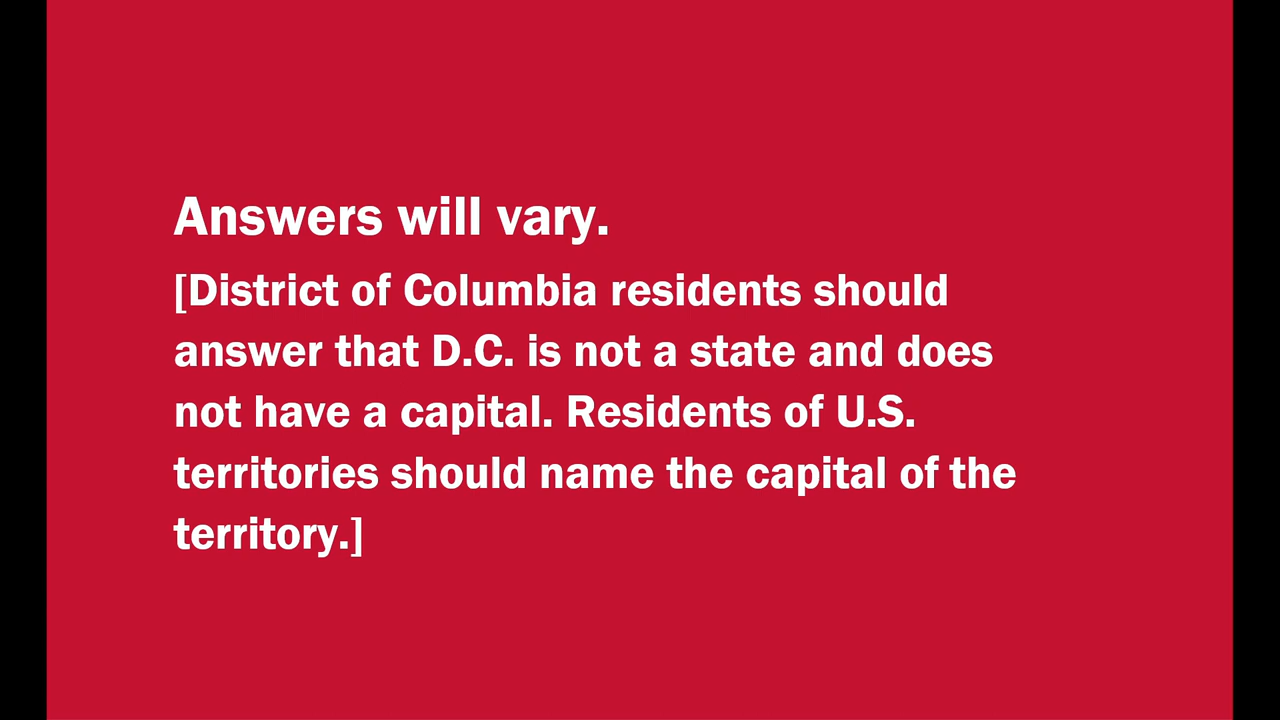 Answers will vary.
[District of Columbia residents should
answer that D.C. is not a state and does
not have a capital. Residents of U.S.
territories should name the capital of the
territory.]